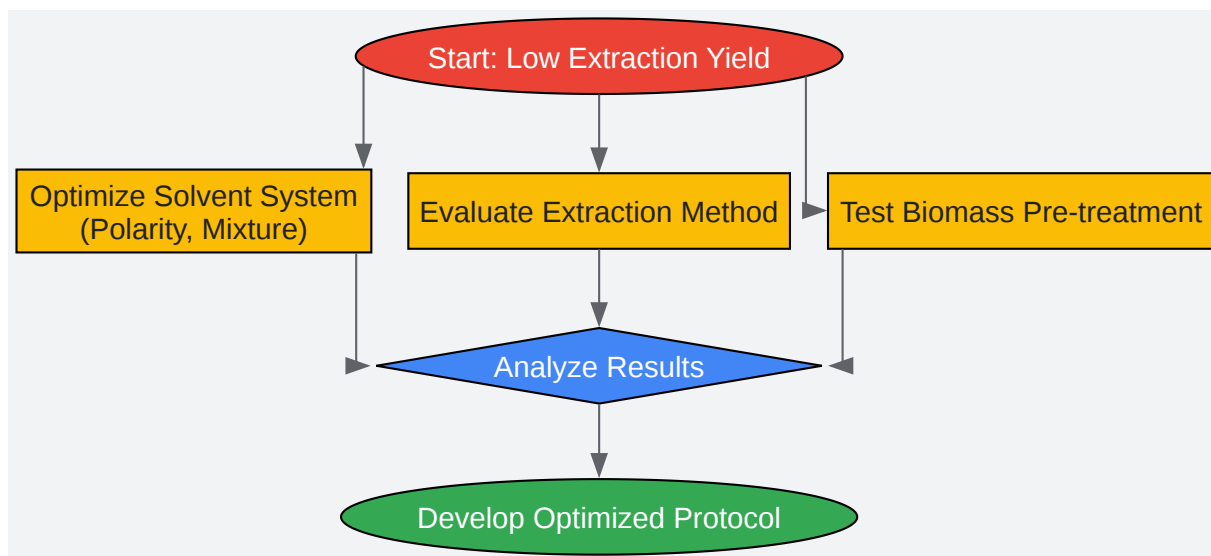 Start: Low Extraction Yield
Optimize Solvent System
(Polarity, Mixture)
Evaluate Extraction Method
Test Biomass Pre-treatment
Analyze Results
Develop Optimized Protocol